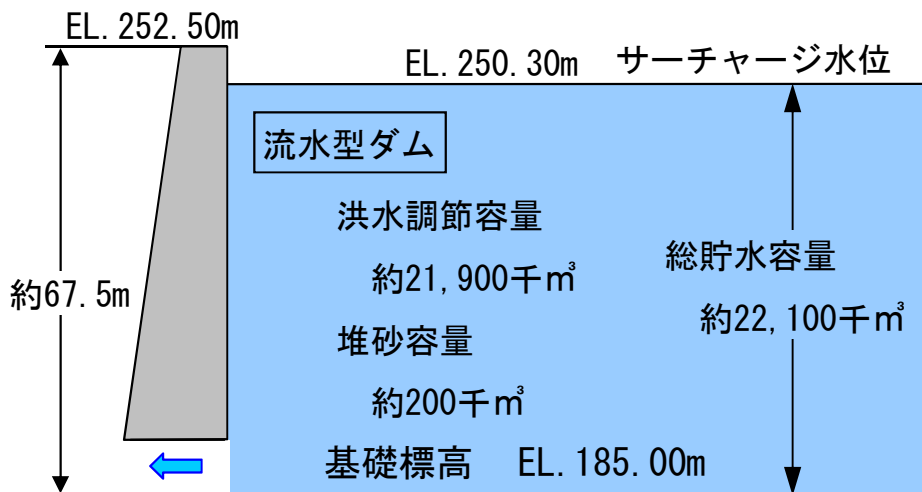 EL.252.50m
EL.250.30m サーチャージ水位
流水型ダム
洪水調節容量
約21,900千㎥
堆砂容量
約200千㎥
総貯水容量
約22,100千㎥
約67.5m
基礎標高 EL.185.00m